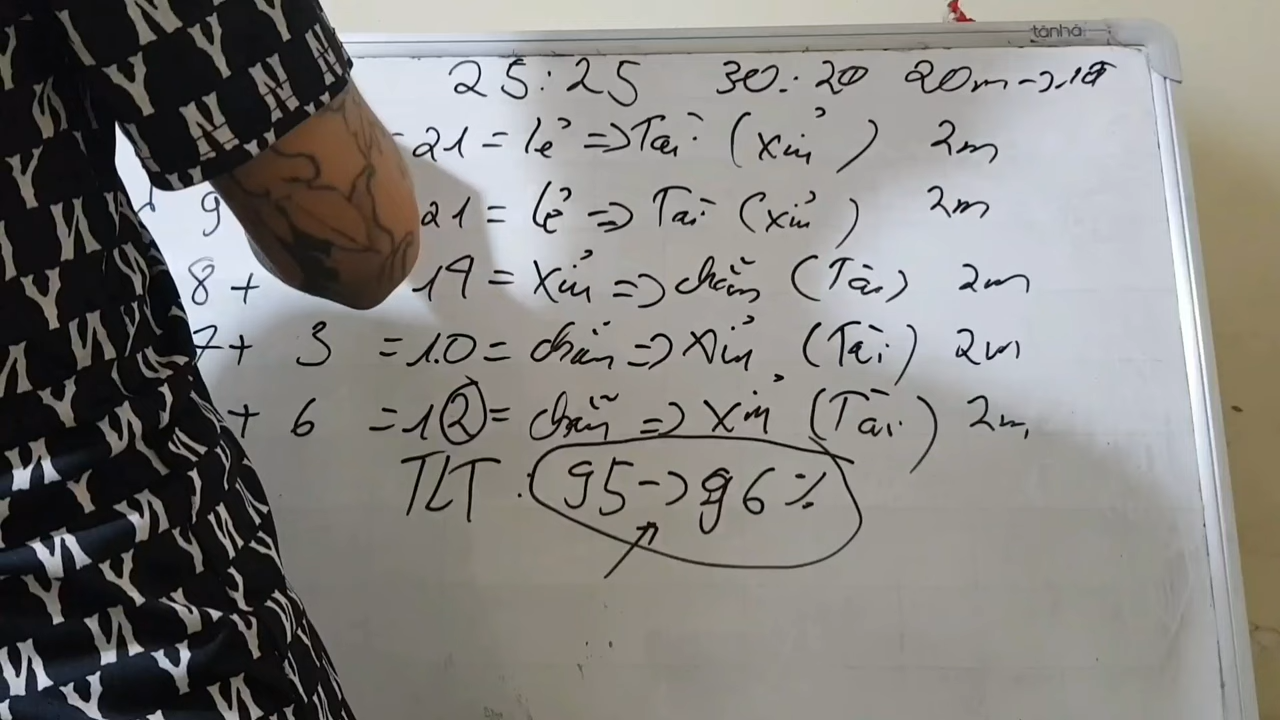 tânhà
25:25 30:20 20m
=21 = lẻ => Tài (xỉu) 2m
9 21 = lẻ => Tài (xỉu) 2m
8 + 19 = xỉu => chẵn (Tài) 2m
7 + 3 = 10 = chẵn => xỉu (Tài) 2m
+ 6 = 12 = chẵn => xỉu (Tài) 2m
TLT: 95 -> 96%